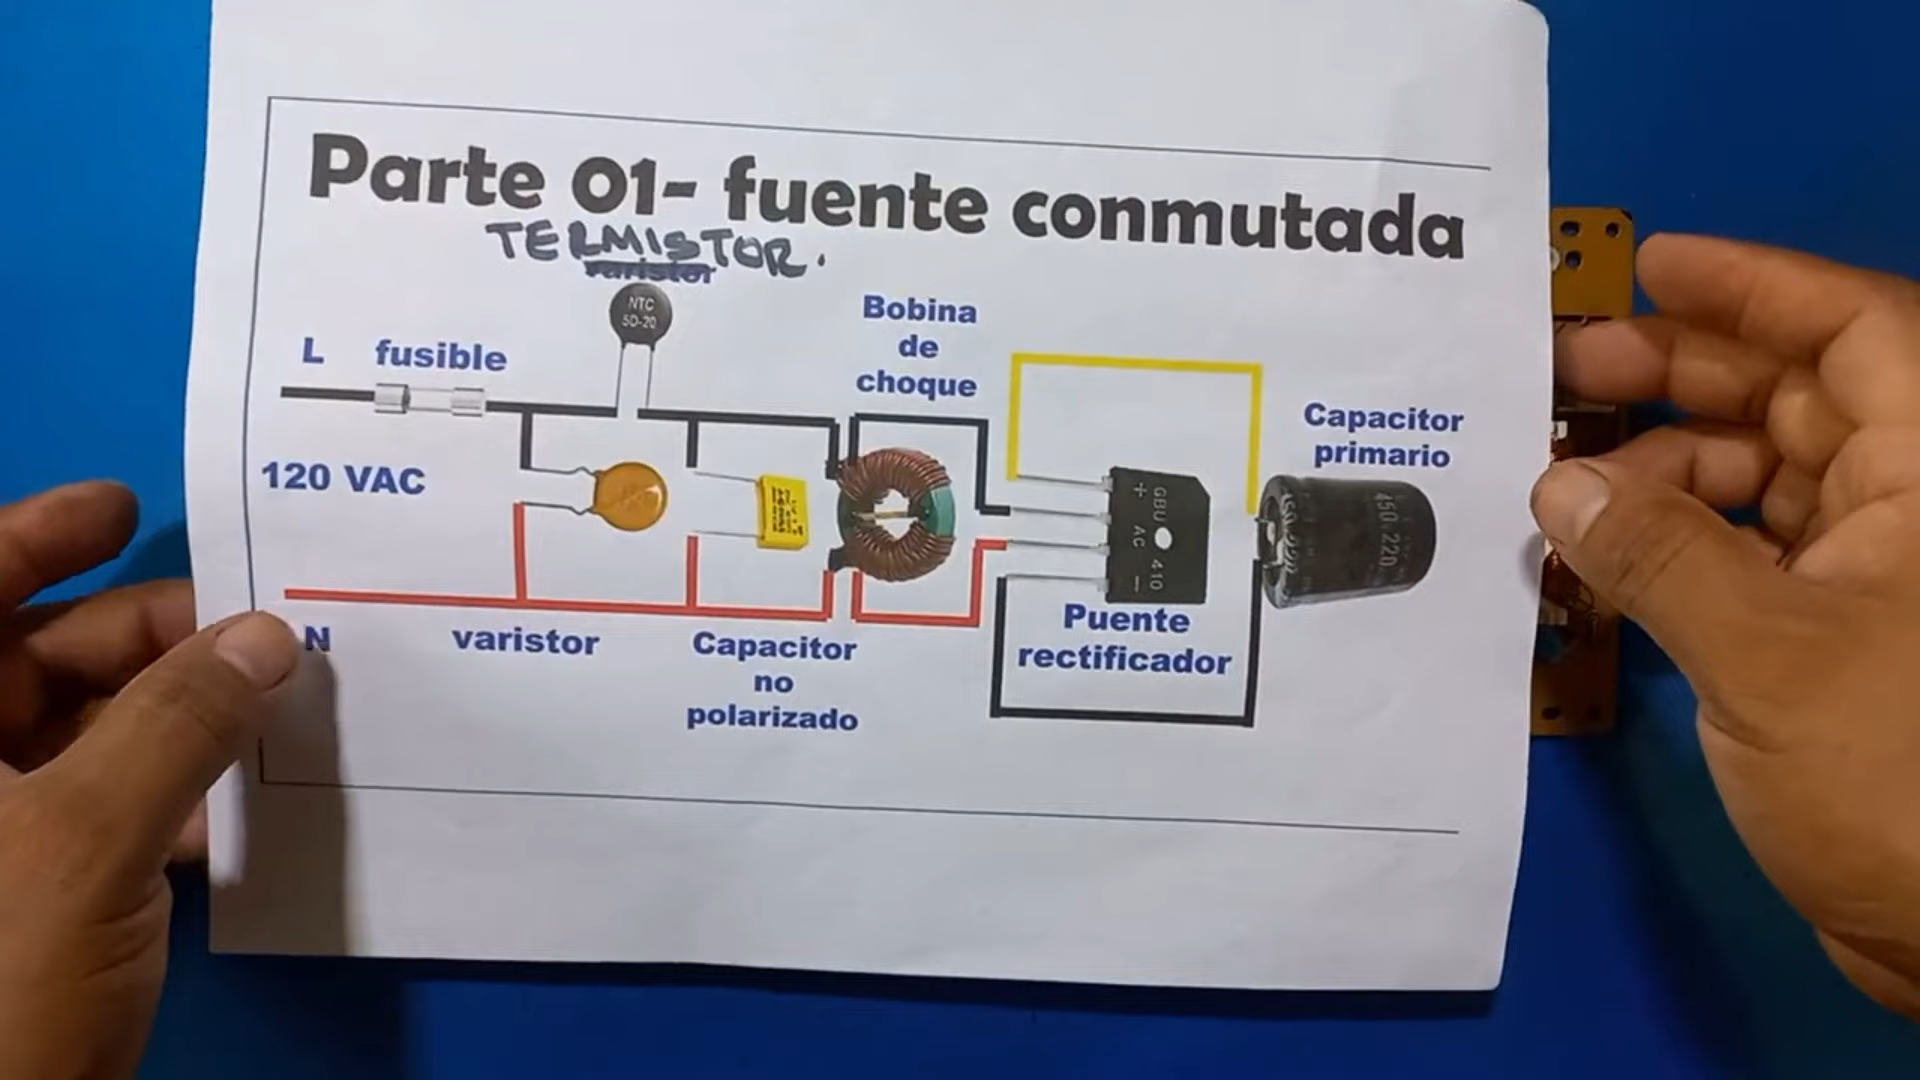 Parte 01- fuente conmutada
TERMISTOR.
varistor
NTC
5D-20
L fusible
Bobina
de
choque
Capacitor
primario
120 VAC
+ AC -
GBU 410
450 220
N
varistor
Capacitor
no
polarizado
Puente
rectificador